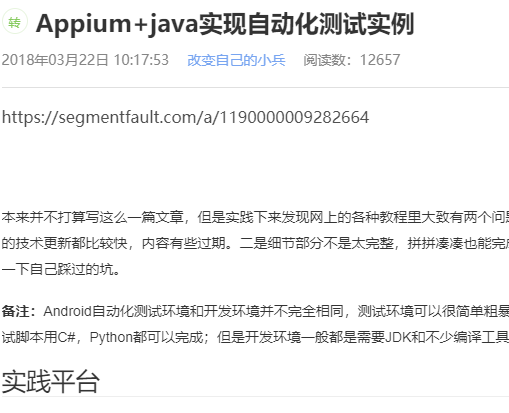 转 Appium+java实现自动化测试实例
2018年03月22日 10:17:53 改变自己的小兵 阅读数：12657
https://segmentfault.com/a/1190000009282664
本来并不打算写这么一篇文章，但是实践下来发现网上的各种教程里大致有两个问
的技术更新都比较快，内容有些过期。二是细节部分不是太完整，拼拼凑凑也能完
一下自己踩过的坑。
备注：Android自动化测试环境和开发环境并不完全相同，测试环境可以很简单粗
试脚本用C#，Python都可以完成；但是开发环境一般都是需要JDK和不少编译工具
实践平台